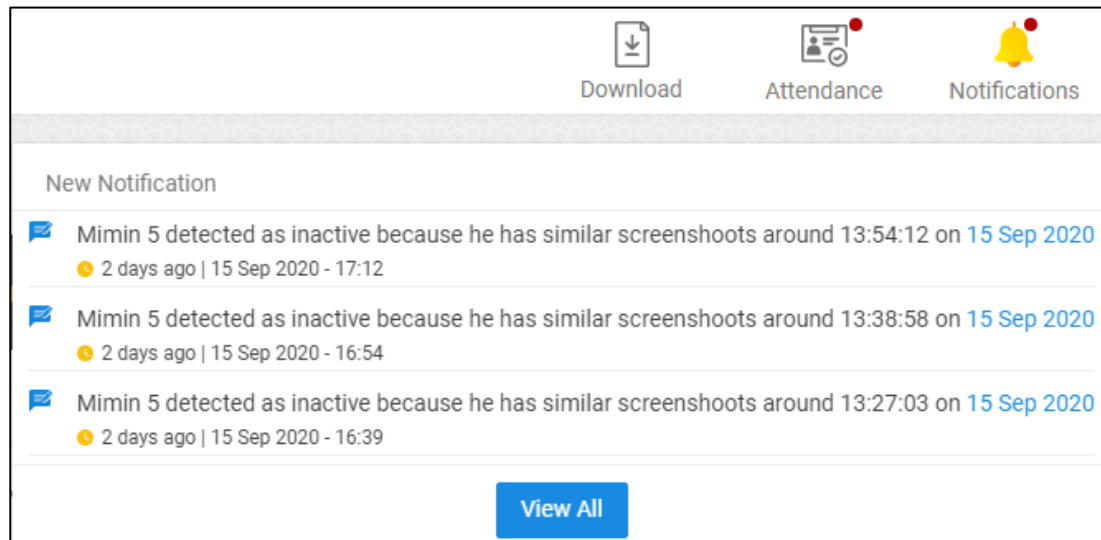 Download Attendance Notifications
New Notification
Mimin 5 detected as inactive because he has similar screenshoots around 13:54:12 on 15 Sep 2020
2 days ago | 15 Sep 2020 - 17:12
Mimin 5 detected as inactive because he has similar screenshoots around 13:38:58 on 15 Sep 2020
2 days ago | 15 Sep 2020 - 16:54
Mimin 5 detected as inactive because he has similar screenshoots around 13:27:03 on 15 Sep 2020
2 days ago | 15 Sep 2020 - 16:39
View All